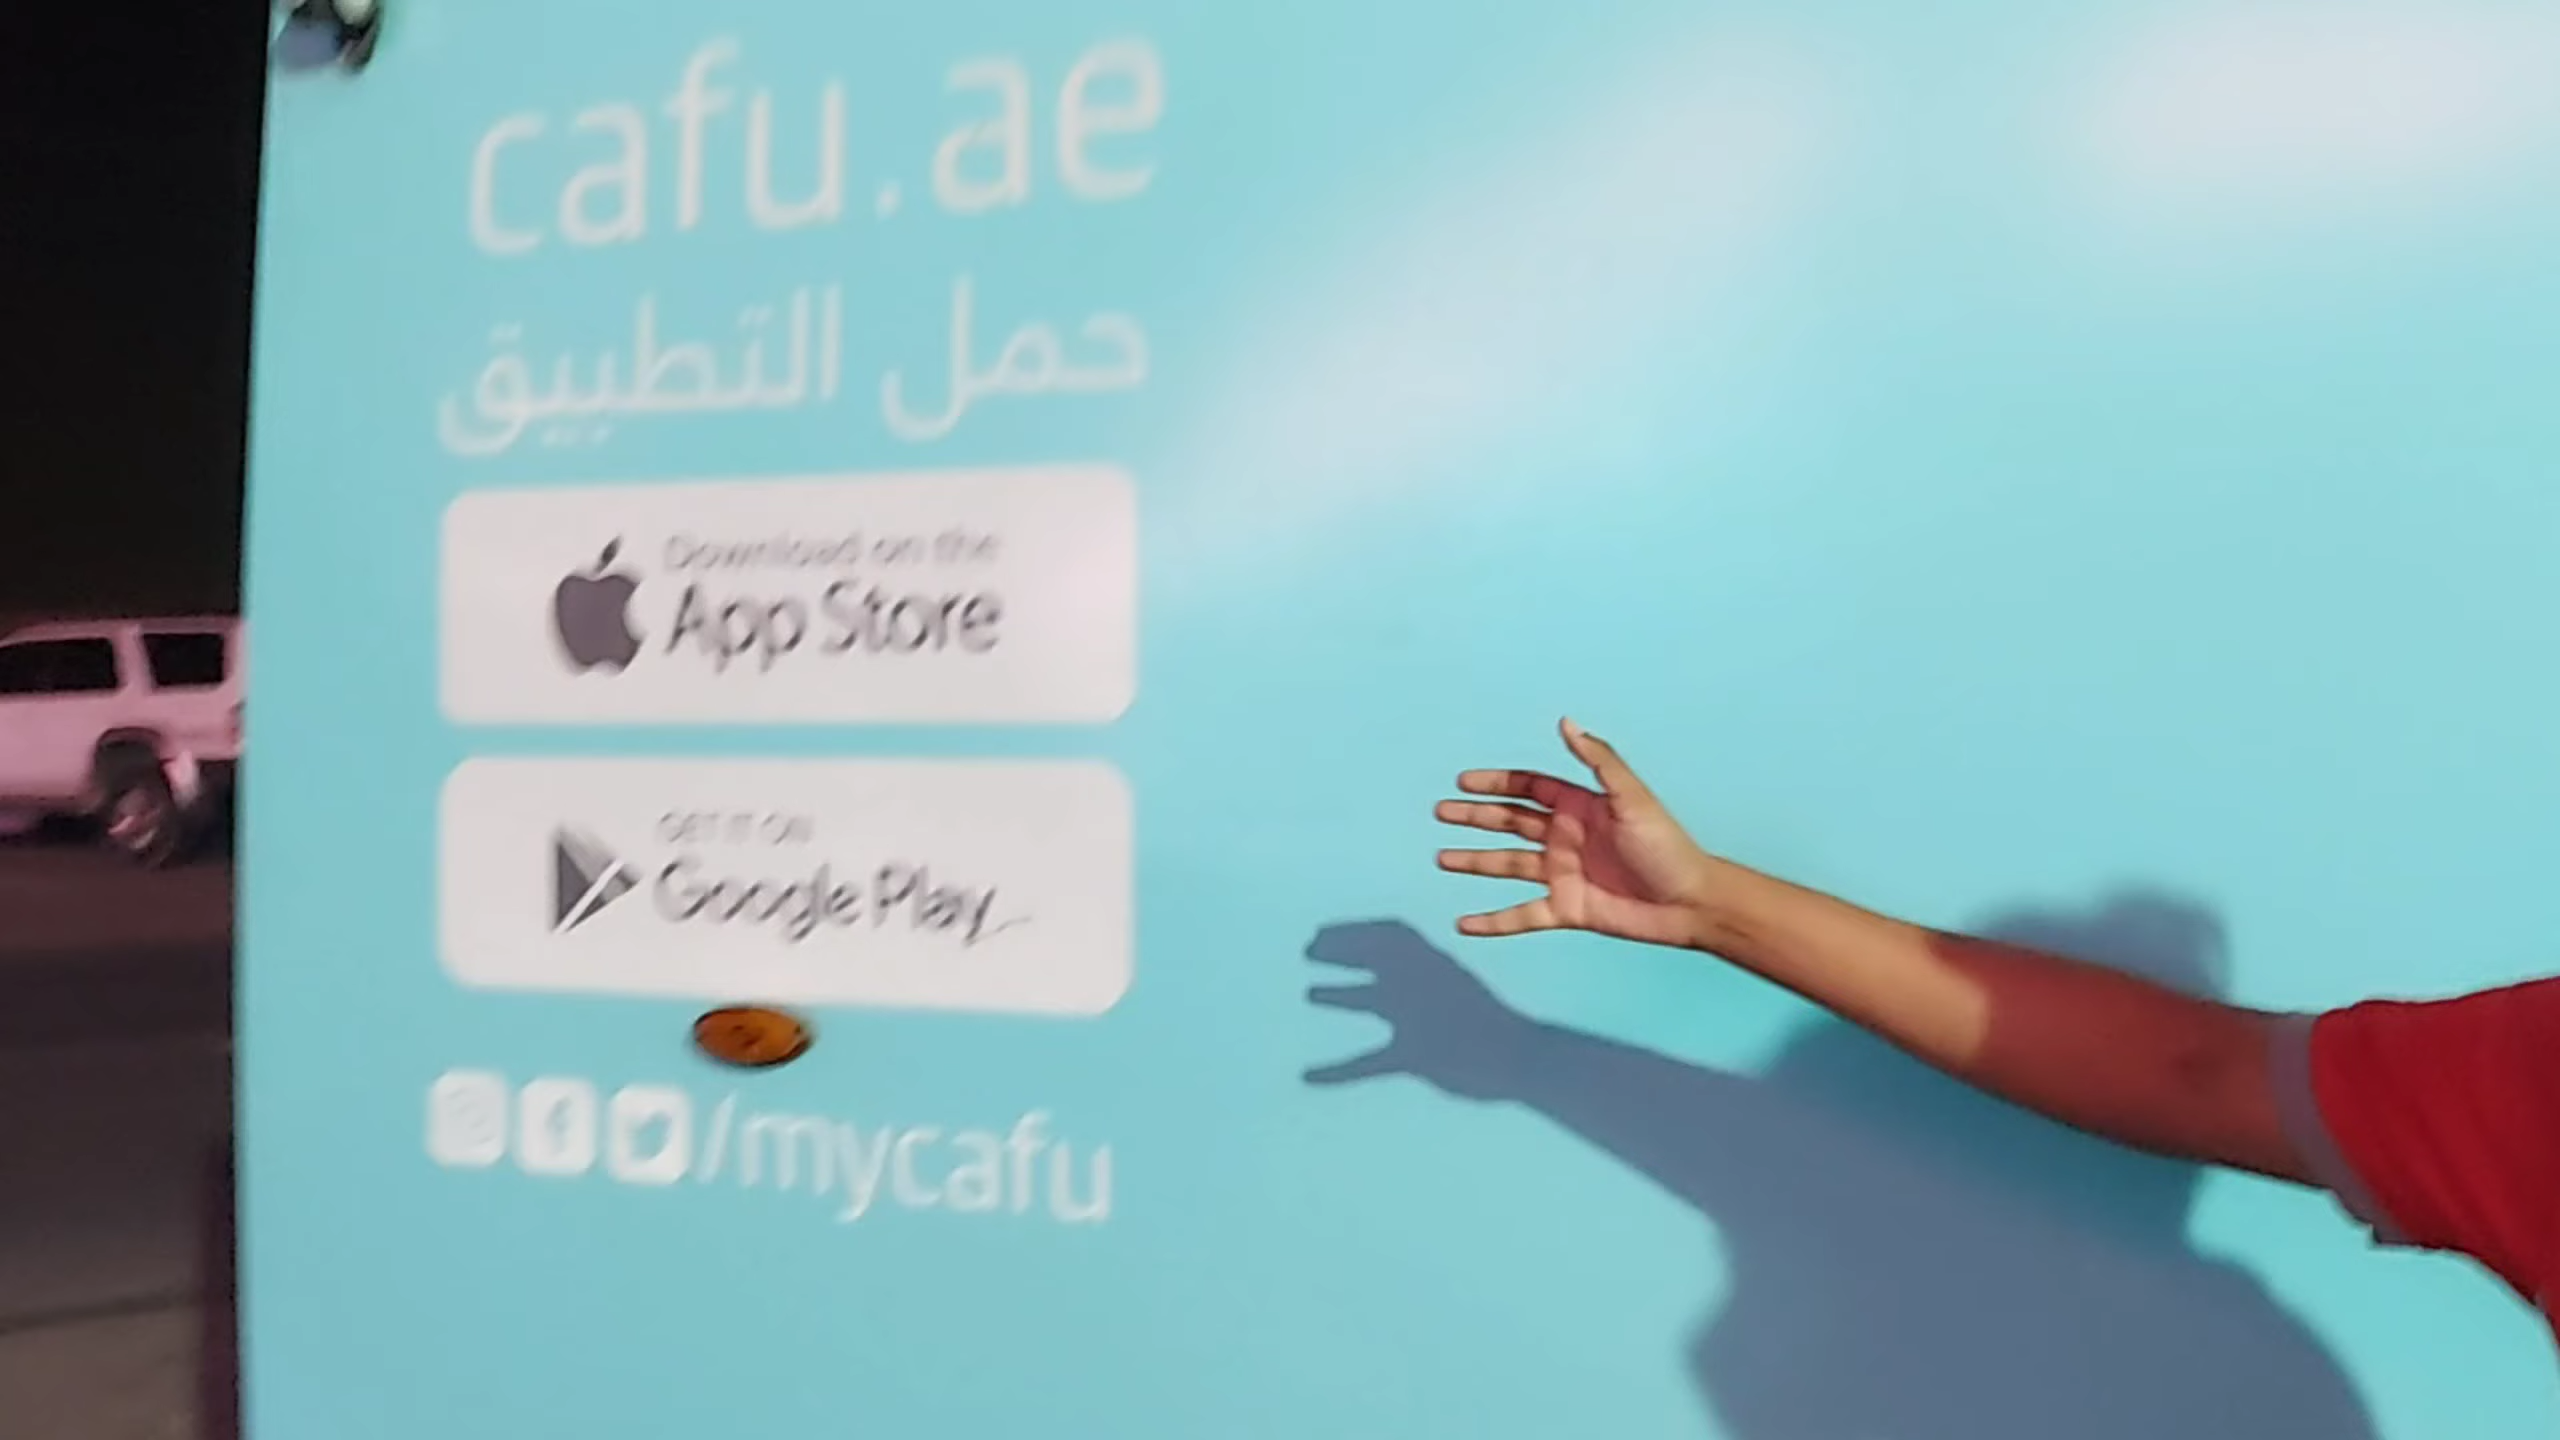 cafu.ae
حمل التطبيق
Download on the
App Store
GET IT ON
Google Play
/mycafu